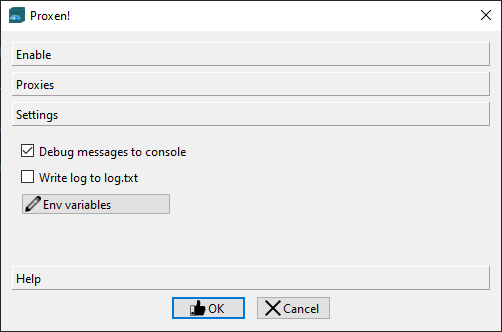 Proxen!
Enable
Proxies
Settings
Debug messages to console
Write log to log.txt
Env variables
Help
OK
Cancel